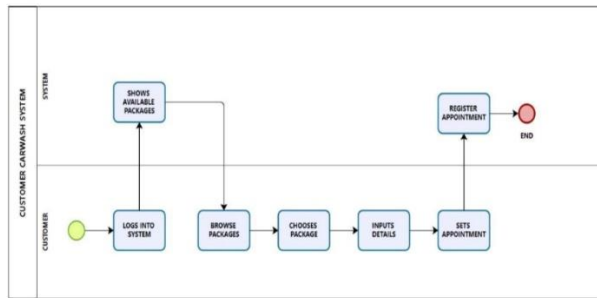 CUSTOMER CARWASH SYSTEM
SYSTEM
SHOWS
AVAILABLE
PACKAGES
REGISTER
APPOINTMENT
END
CUSTOMER
LOGS INTO
SYSTEM
BROWSE
PACKAGES
CHOOSES
PACKAGE
INPUTS
DETAILS
SETS
APPOINTMENT